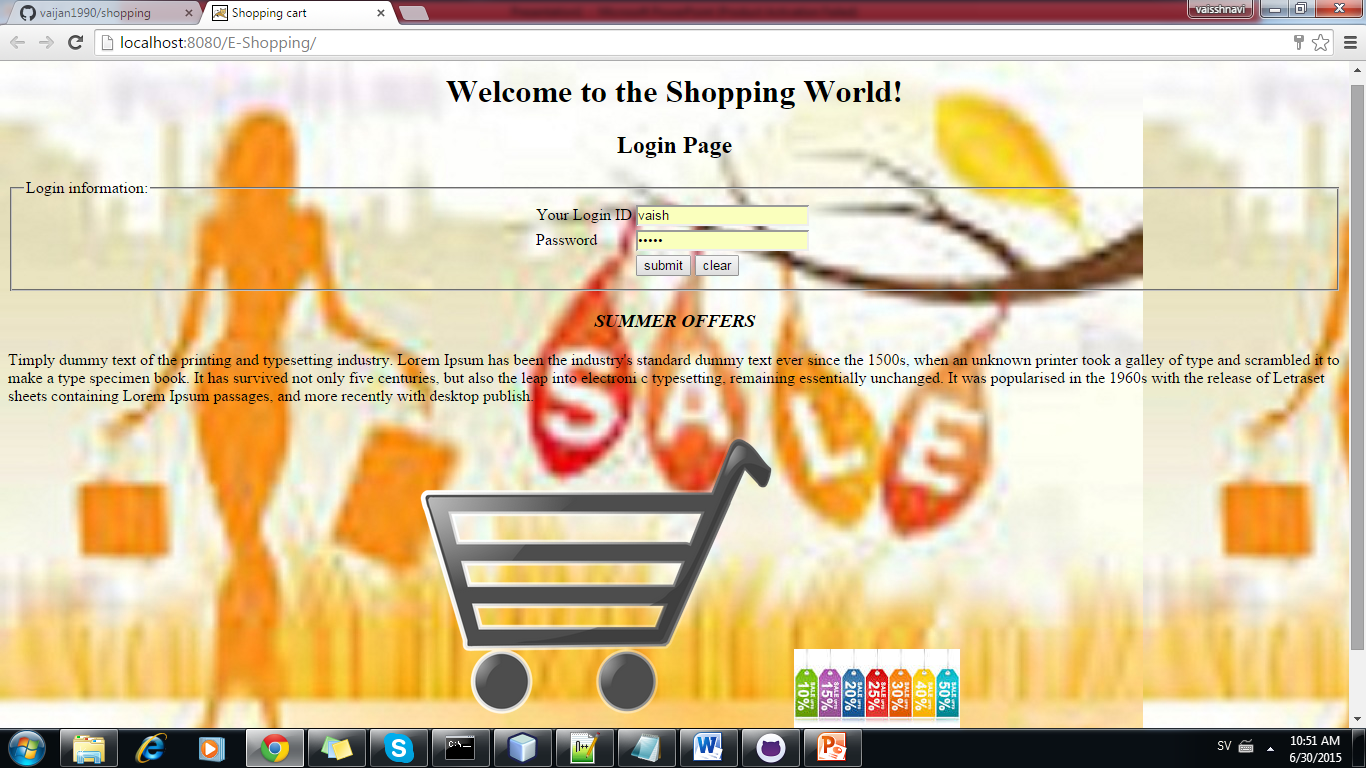 vaijan1990/shopping
Shopping cart
vaisshnavi
localhost:8080/E-Shopping/
Welcome to the Shopping World!
Login Page
Login information:
Your Login ID vaish
Password •••••
submit clear
SUMMER OFFERS
Timply dummy text of the printing and typesetting industry. Lorem Ipsum has been the industry's standard dummy text ever since the 1500s, when an unknown printer took a galley of type and scrambled it to
make a type specimen book. It has survived not only five centuries, but also the leap into electroni c typesetting, remaining essentially unchanged. It was popularised in the 1960s with the release of Letraset
sheets containing Lorem Ipsum passages, and more recently with desktop publish.
SALE
10% 15% 20% 25% 30% 40% 50%
SV
10:51 AM
6/30/2015